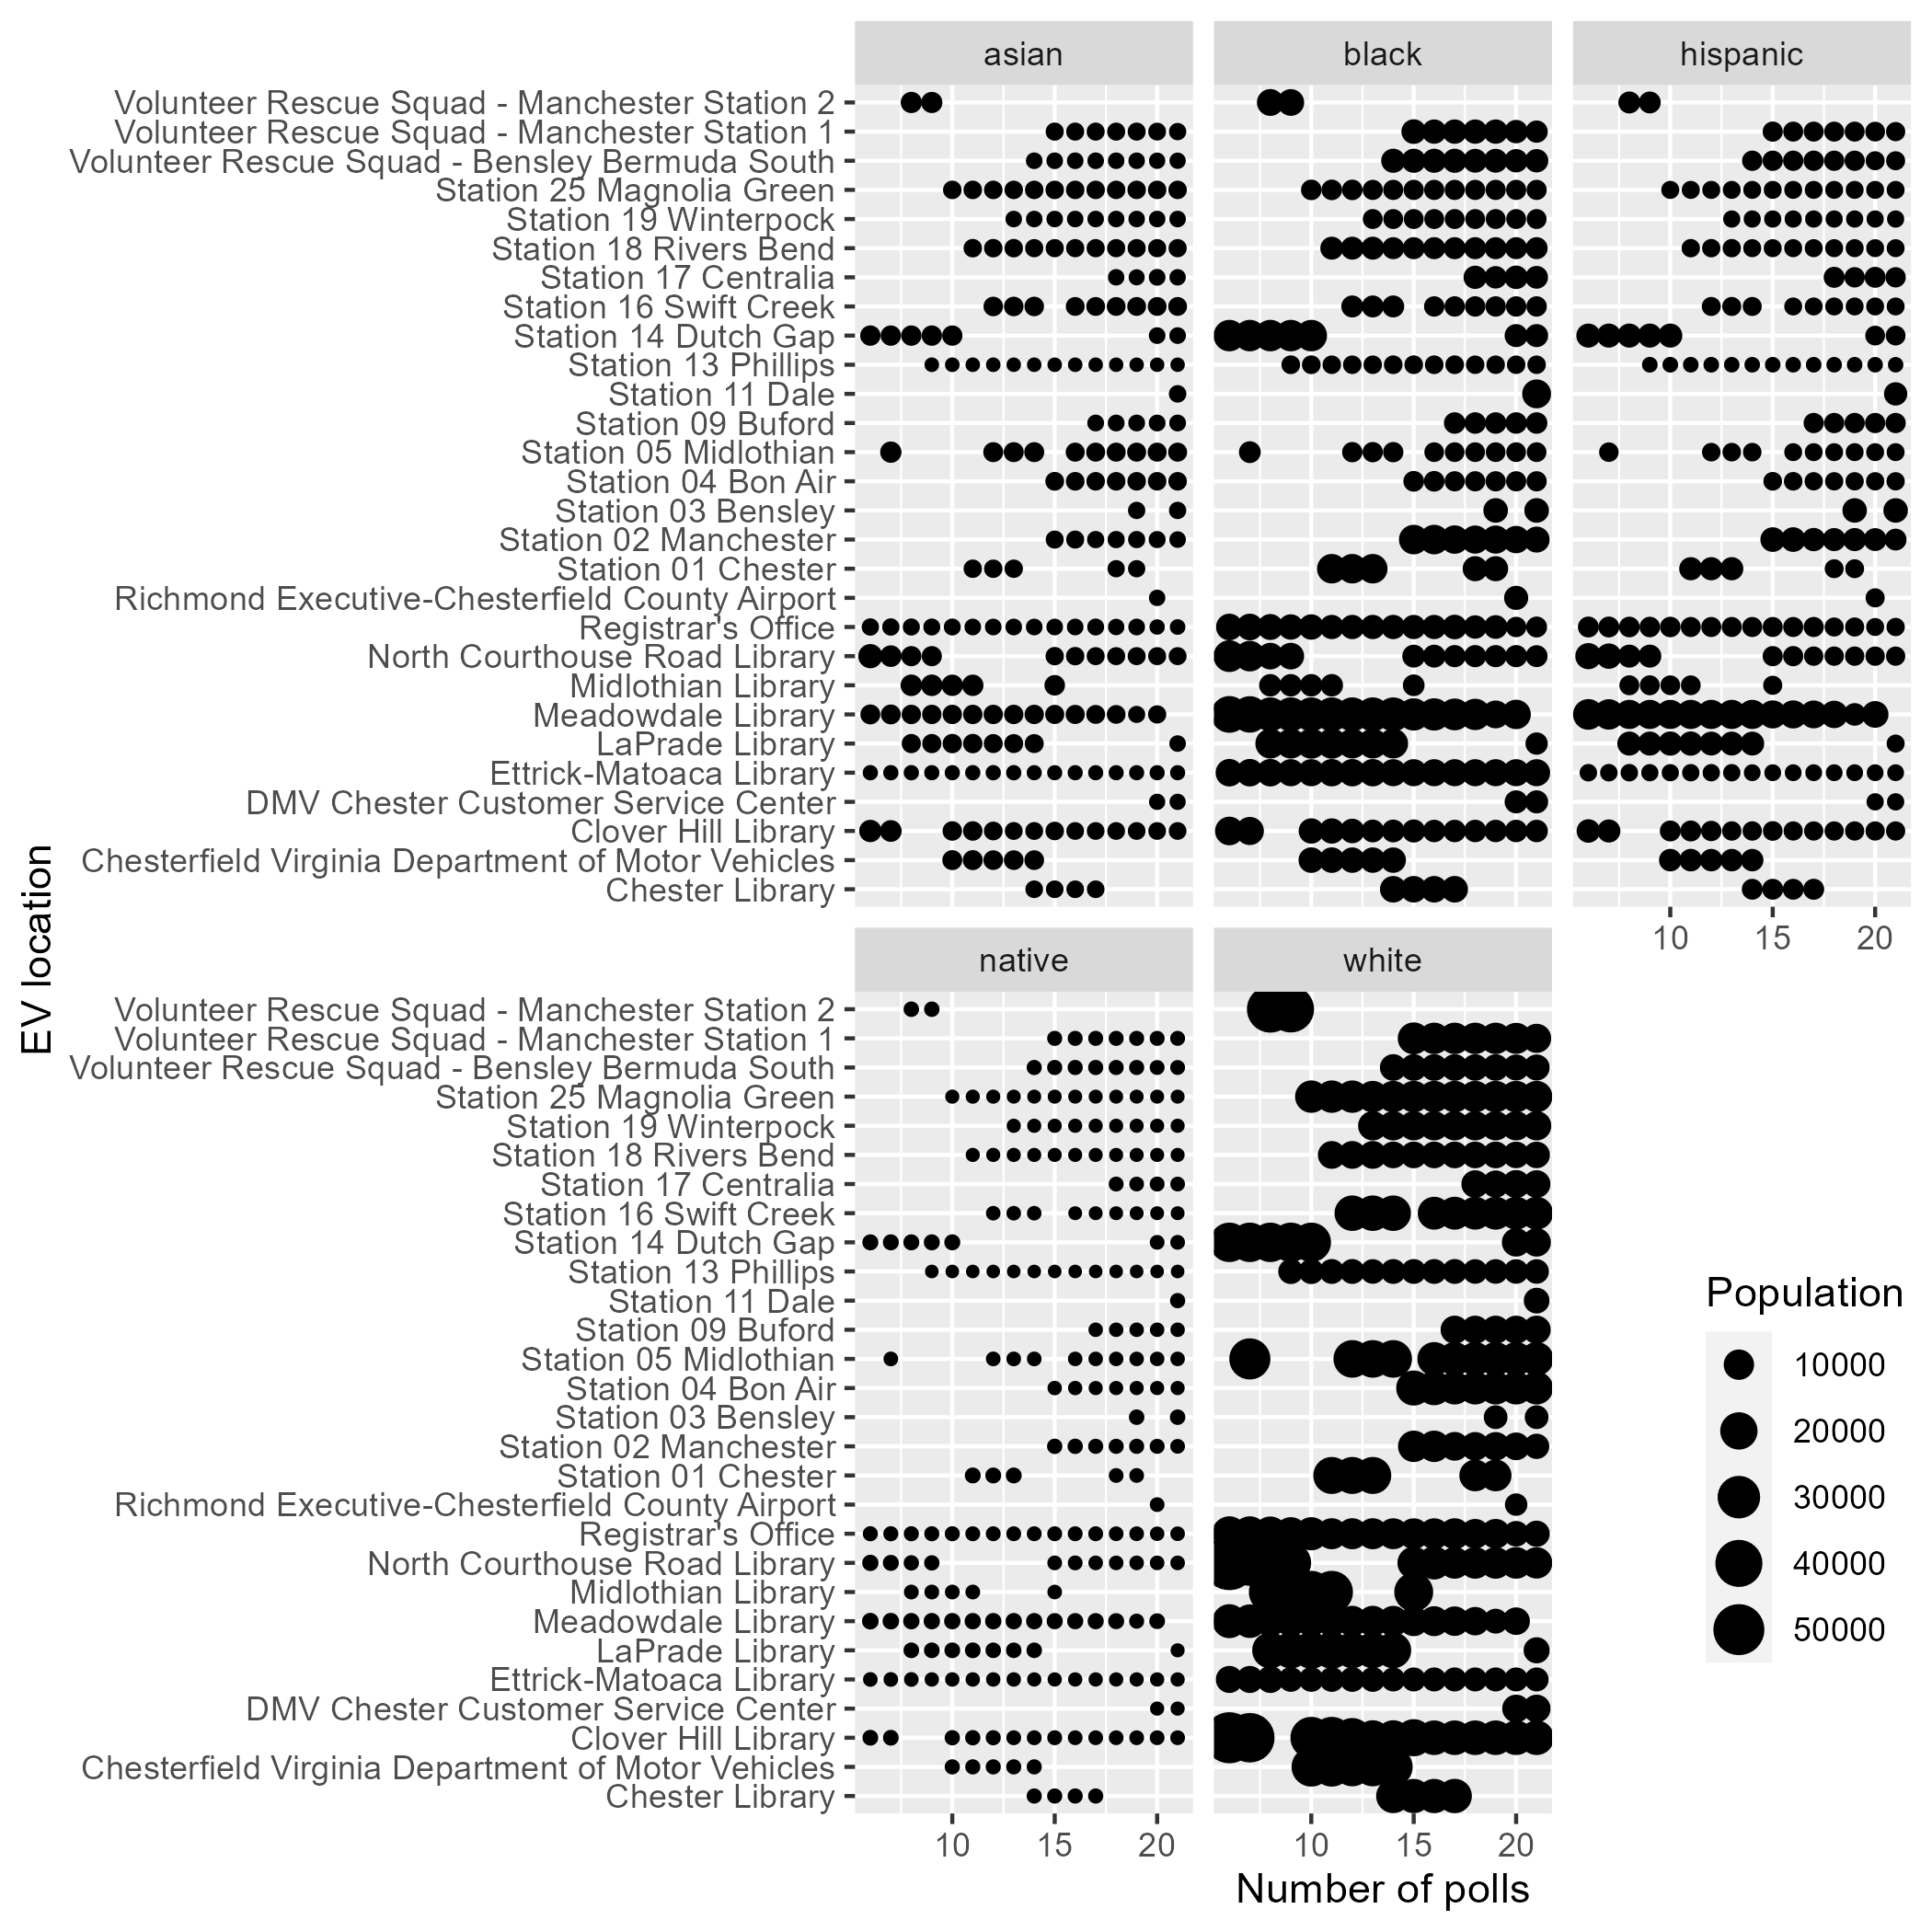 asian
black
hispanic
Volunteer Rescue Squad - Manchester Station 2
Volunteer Rescue Squad - Manchester Station 1
Volunteer Rescue Squad - Bensley Bermuda South
Station 25 Magnolia Green
Station 19 Winterpock
Station 18 Rivers Bend
Station 17 Centralia
Station 16 Swift Creek
Station 14 Dutch Gap
Station 13 Phillips
Station 11 Dale
Station 09 Buford
Station 05 Midlothian
Station 04 Bon Air
Station 03 Bensley
Station 02 Manchester
Station 01 Chester
Richmond Executive-Chesterfield County Airport
Registrar's Office
North Courthouse Road Library
Midlothian Library
Meadowdale Library
LaPrade Library
Ettrick-Matoaca Library
DMV Chester Customer Service Center
Clover Hill Library
Chesterfield Virginia Department of Motor Vehicles
Chester Library
10 15 20
EV location
native
white
Volunteer Rescue Squad - Manchester Station 2
Volunteer Rescue Squad - Manchester Station 1
Volunteer Rescue Squad - Bensley Bermuda South
Station 25 Magnolia Green
Station 19 Winterpock
Station 18 Rivers Bend
Station 17 Centralia
Station 16 Swift Creek
Station 14 Dutch Gap
Station 13 Phillips
Station 11 Dale
Station 09 Buford
Station 05 Midlothian
Station 04 Bon Air
Station 03 Bensley
Station 02 Manchester
Station 01 Chester
Richmond Executive-Chesterfield County Airport
Registrar's Office
North Courthouse Road Library
Midlothian Library
Meadowdale Library
LaPrade Library
Ettrick-Matoaca Library
DMV Chester Customer Service Center
Clover Hill Library
Chesterfield Virginia Department of Motor Vehicles
Chester Library
10 15 20
10 15 20
Number of polls
Population
10000
20000
30000
40000
50000